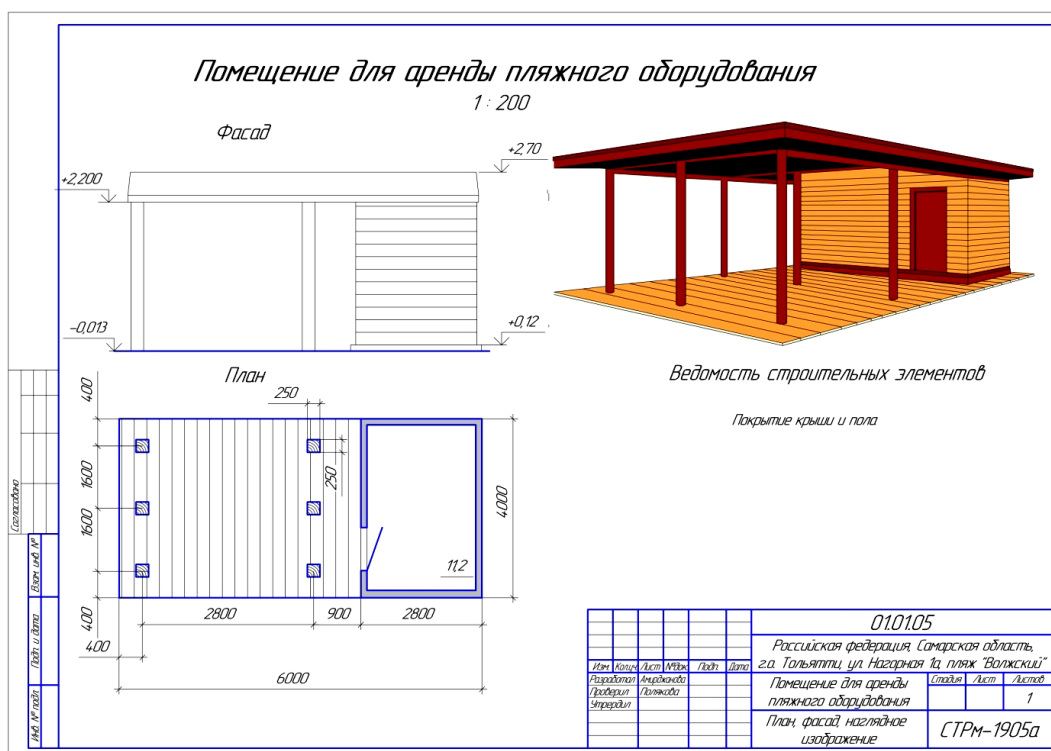 Помещение для аренды пляжного оборудования
1 : 200
Фасад
+2,200
+2,70
-0,013
+0,12
План
400
250
250
1600
1600
400
4000
11,2
2800
900
2800
400
6000
Ведомость строительных элементов
Покрытие крыши и пола
Согласовано
Взам. инв. №
Подп. и дата
Инв. № подл.
01.01.05
Российская федерация, Самарская область,
г.о. Тольятти, ул. Нагорная 1а, пляж "Волжский"
Изм. Кол.уч. Лист №док. Подп. Дата
Разработал Амирджанова
Проверил Полякова
Утвердил
Помещение для аренды
пляжного оборудования
Стадия Лист Листов
1
План, фасад, наглядное
изображение
СТРм-1905а